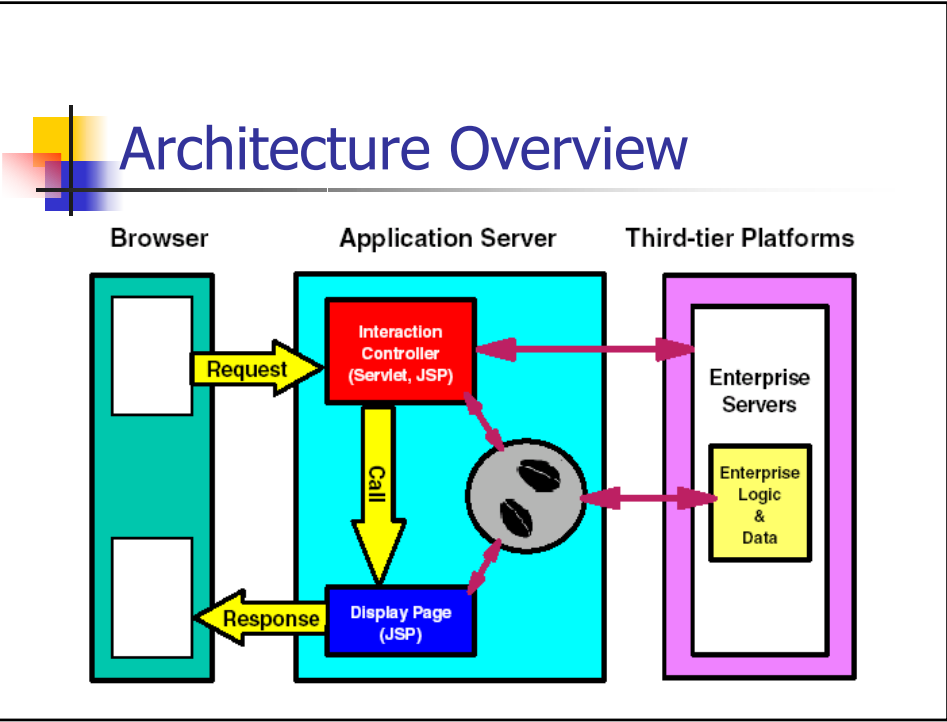 Architecture Overview
Browser
Application Server
Third-tier Platforms
Request
Interaction
Controller
(Servlet, JSP)
Call
Response
Display Page
(JSP)
Enterprise
Servers
Enterprise
Logic
&
Data